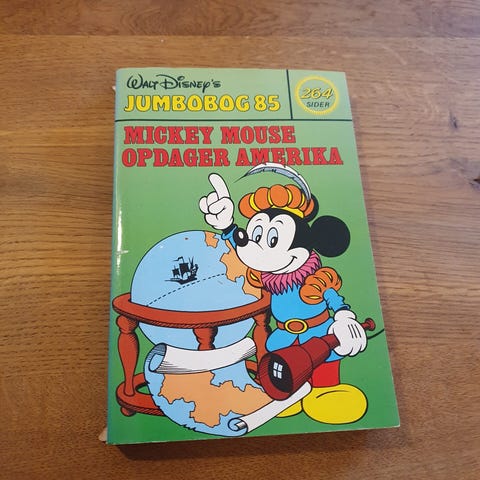 Walt Disney's
JUMBOBOG 85
264
SIDER
MICKEY MOUSE
OPDAGER AMERIKA